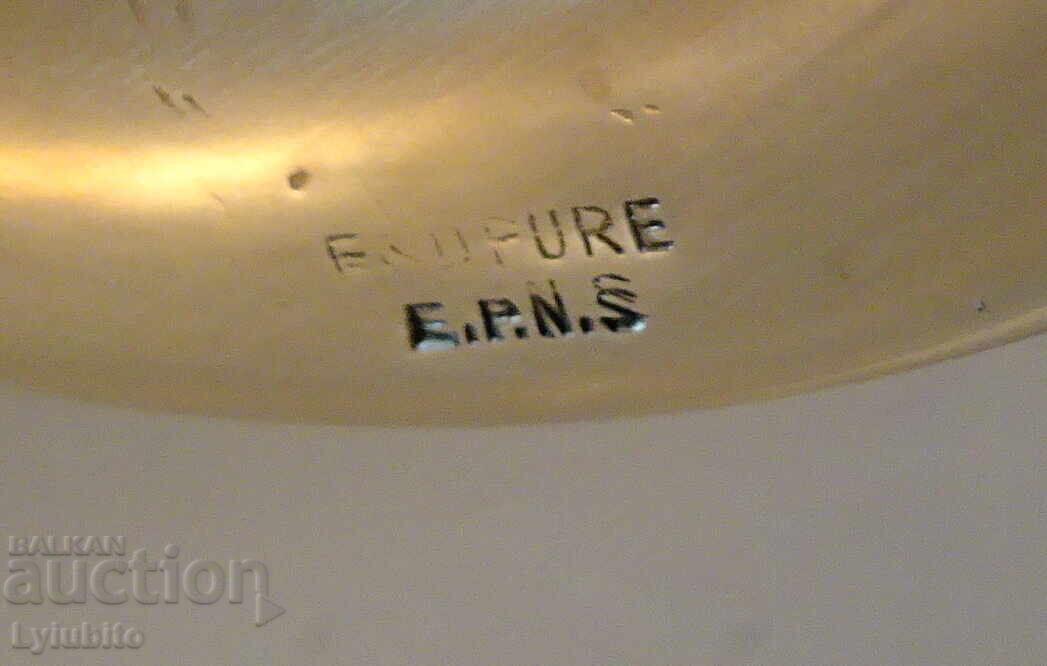 E.P.N.S
BALKAN
auction
Lyiubito